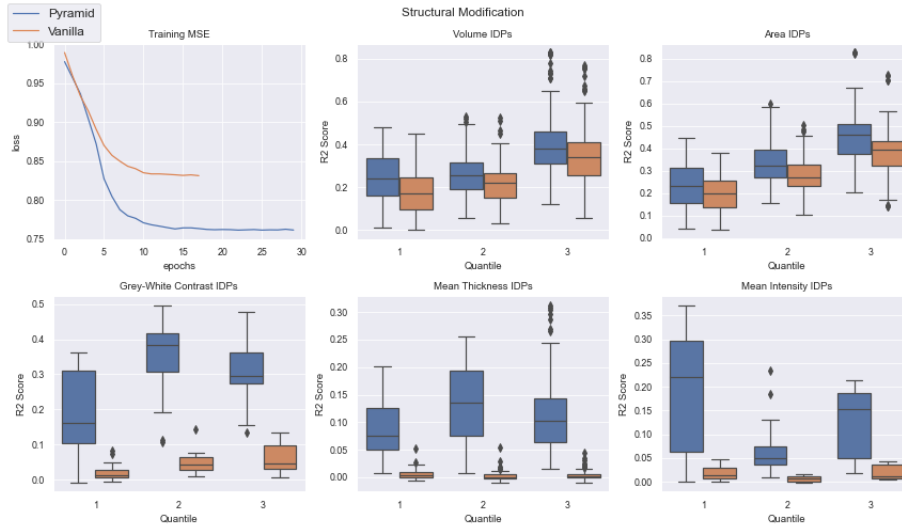 Structural Modification
Pyramid
Vanilla
Training MSE
1.00
0.95
0.90
0.85
0.80
0.75
loss
0 5 10 15 20 25 30
epochs
Volume IDPs
0.8
0.6
0.4
0.2
0.0
R2 Score
1 2 3
Quantile
Area IDPs
0.8
0.7
0.6
0.5
0.4
0.3
0.2
0.1
0.0
R2 Score
1 2 3
Quantile
Grey-White Contrast IDPs
0.5
0.4
0.3
0.2
0.1
0.0
R2 Score
1 2 3
Quantile
Mean Thickness IDPs
0.30
0.25
0.20
0.15
0.10
0.05
0.00
R2 Score
1 2 3
Quantile
Mean Intensity IDPs
0.35
0.30
0.25
0.20
0.15
0.10
0.05
0.00
R2 Score
1 2 3
Quantile